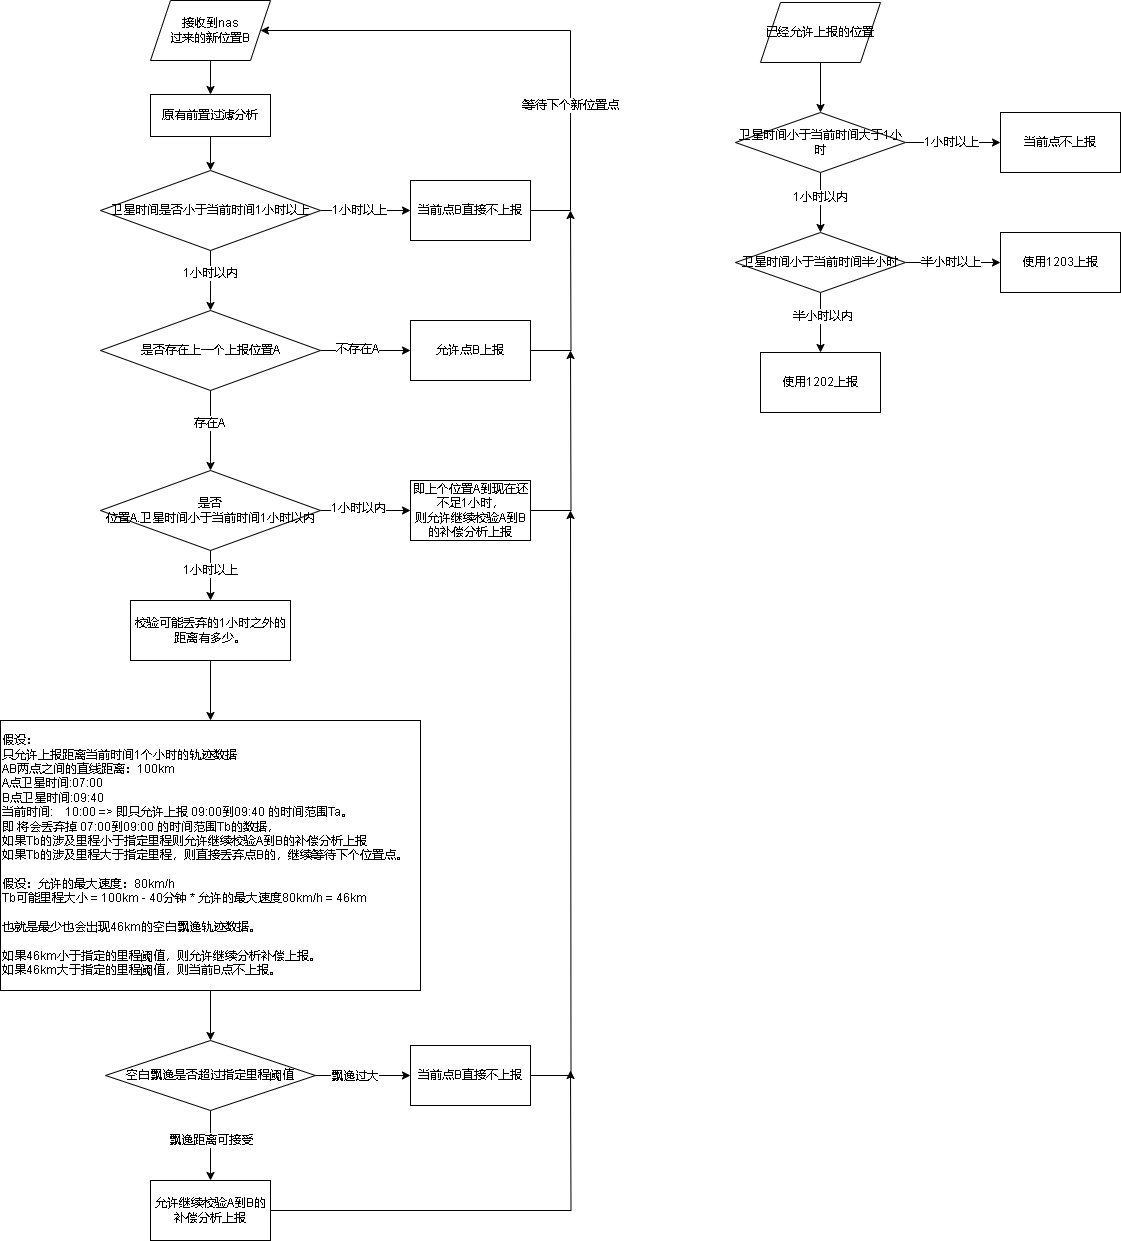 接收到nas
过来的新位置B
原有前置过滤分析
卫星时间是否小于当前时间1小时以上
1小时以上
当前点B直接不上报
等待下个新位置点
1小时以内
是否存在上一个上报位置A
不存在A
允许点B上报
存在A
是否
位置A.卫星时间小于当前时间1小时以内
1小时以内
即上个位置A到现在还
不足1小时，
则允许继续校验A到B
的补偿分析上报
1小时以上
校验可能丢弃的1小时之外的
距离有多少。
假设：
只允许上报距离当前时间1个小时的轨迹数据
AB两点之间的直线距离：100km
A点卫星时间:07:00
B点卫星时间:09:40
当前时间:    10:00 => 即只允许上报 09:00到09:40 的时间范围Ta。
即 将会丢弃掉 07:00到09:00 的时间范围Tb的数据，
如果Tb的涉及里程小于指定里程则允许继续校验A到B的补偿分析上报
如果Tb的涉及里程大于指定里程，则直接丢弃点B的，继续等待下个位置点。
假设：允许的最大速度：80km/h
Tb可能里程大小 = 100km - 40分钟 * 允许的最大速度80km/h = 46km
也就是最少也会出现46km的空白飘逸轨迹数据。
如果46km小于指定的里程阈值，则允许继续分析补偿上报。
如果46km大于指定的里程阈值，则当前B点不上报。
空白飘逸是否超过指定里程阈值
飘逸过大
当前点B直接不上报
飘逸距离可接受
允许继续校验A到B的
补偿分析上报
已经允许上报的位置
卫星时间小于当前时间大于1小
时
1小时以上
当前点不上报
1小时以内
卫星时间小于当前时间半小时
半小时以上
使用1203上报
半小时以内
使用1202上报